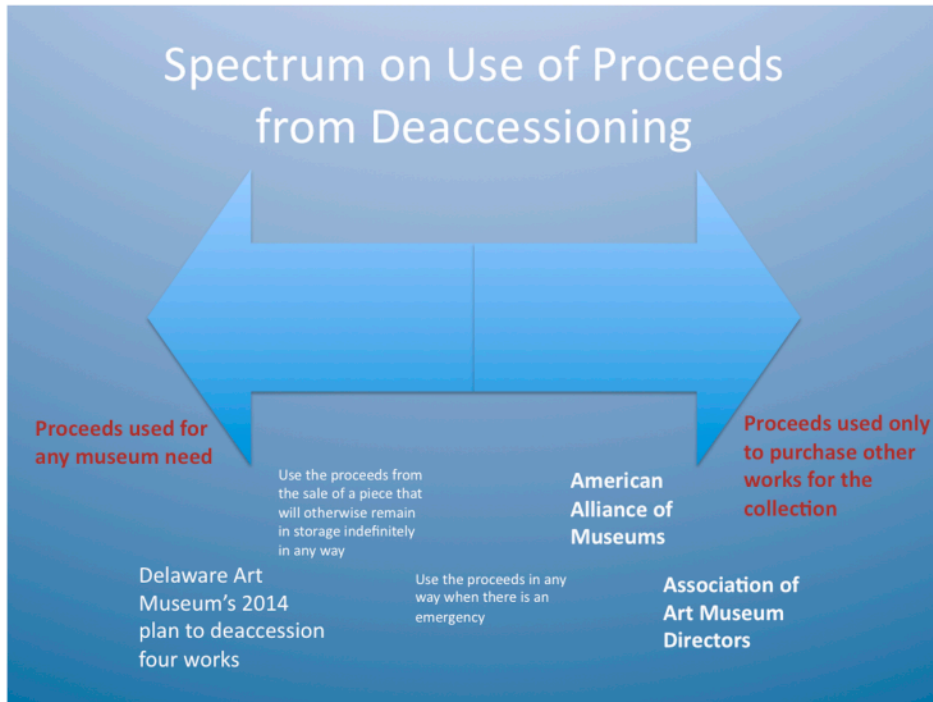 Spectrum on Use of Proceeds
from Deaccessioning
Proceeds used for
any museum need
Proceeds used only
to purchase other
works for the
collection
Use the proceeds from
the sale of a piece that
will otherwise remain
in storage indefinitely
in any way
American
Alliance of
Museums
Delaware Art
Museum's 2014
plan to deaccession
four works
Use the proceeds in any
way when there is an
emergency
Association of
Art Museum
Directors